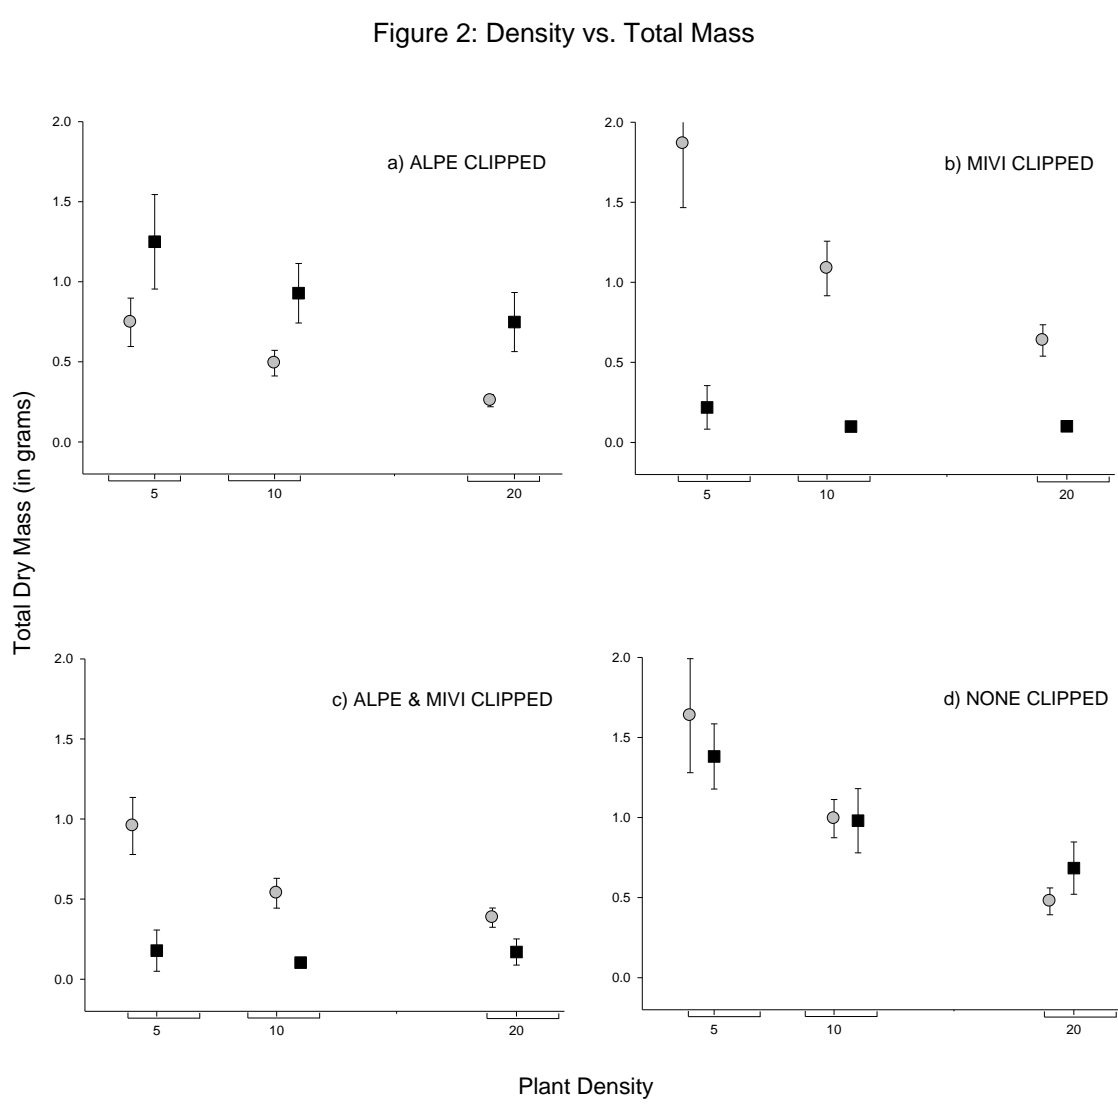 Figure 2: Density vs. Total Mass
a) ALPE CLIPPED
2.0
1.5
1.0
0.5
0.0
5 10 20
b) MIVI CLIPPED
2.0
1.5
1.0
0.5
0.0
5 10 20
Total Dry Mass (in grams)
c) ALPE & MIVI CLIPPED
2.0
1.5
1.0
0.5
0.0
5 10 20
d) NONE CLIPPED
2.0
1.5
1.0
0.5
0.0
5 10 20
Plant Density